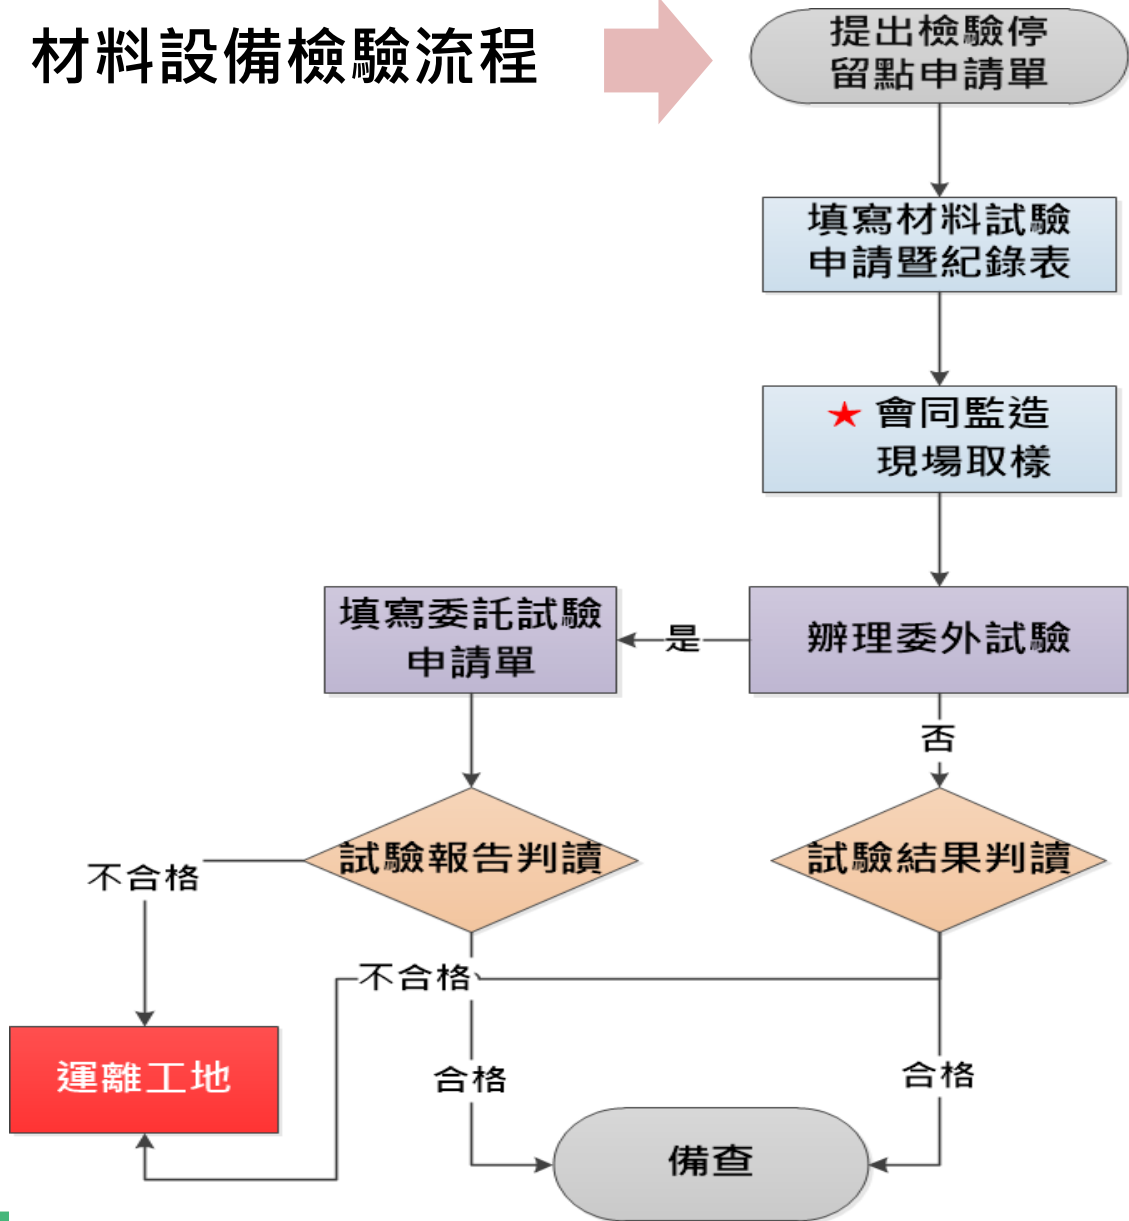 材料設備檢驗流程
提出檢驗停
留點申請單
填寫材料試驗
申請暨紀錄表
★ 會同監造
現場取樣
填寫委託試驗
申請單
是
辦理委外試驗
否
試驗報告判讀
試驗結果判讀
不合格
不合格
運離工地
合格
合格
備查